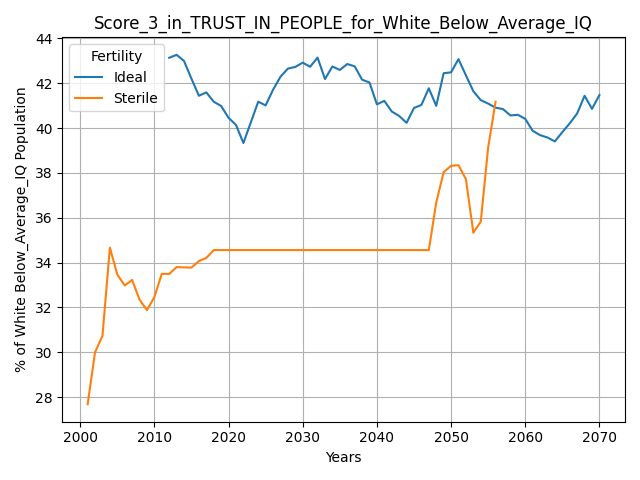 Score_3_in_TRUST_IN_PEOPLE_for_White_Below_Average_IQ
Fertility
Ideal
Sterile
% of White Below_Average_IQ Population
44
42
40
38
36
34
32
30
28
2000 2010 2020 2030 2040 2050 2060 2070
Years